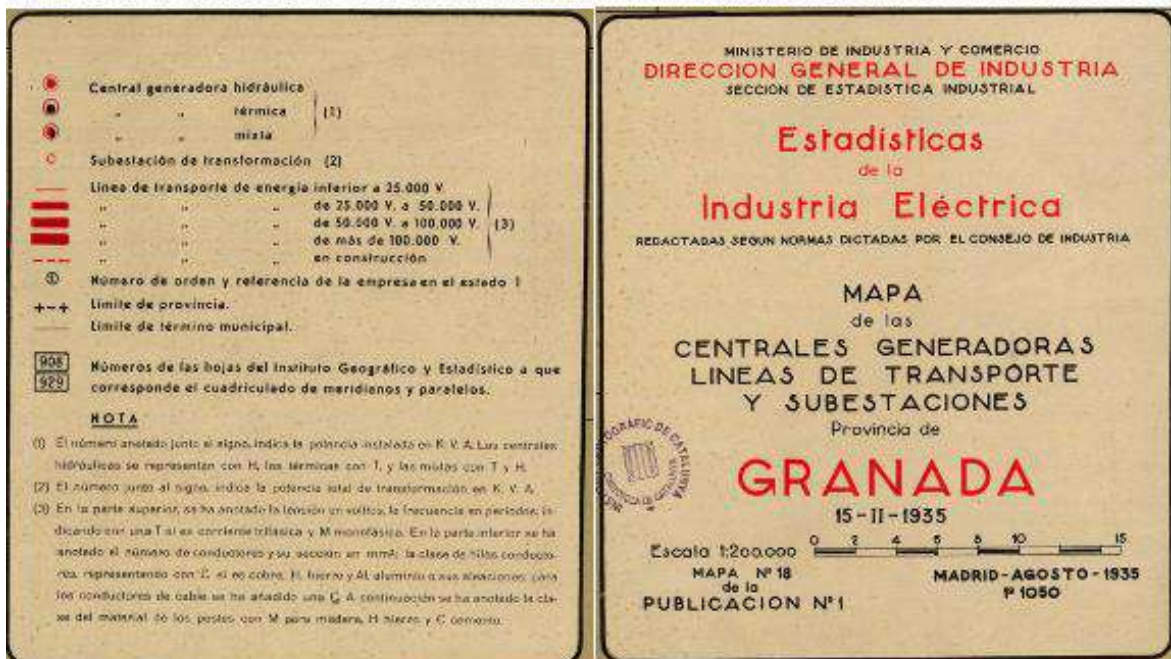 Central generadora hidráulica
„ „ térmica (1)
„ „ mixta
Subestación de transformación (2)
Linea de transporte de energía inferior a 25.000 V.
„ „ „ de 25.000 V. a 50.000 V.
„ „ „ de 50.000 V. a 100.000 V. (3)
„ „ „ de más de 100.000 V.
„ „ „ en construcción
① Número de orden y referencia de la empresa en el estado I
Limite de provincia.
Limite de término municipal.
908
929
Números de las hojas del Instituto Geográfico y Estadístico a que
corresponde el cuadriculado de meridianos y paralelos.
NOTA
(1) El número anotado junto al signo, indica la potencia instalada en K. V. A. Las centrales
hidráulicas se representan con H, las térmicas con T, y las mixtas con T y H.
(2) El número junto al signo, indica la potencia total de transformación en K. V. A.
(3) En la parte superior, se ha anotado la tensión en voltios, la frecuencia en periodos, in-
dicando con una T si es corriente trifásica y M monofásica. En la parte inferior se ha
anotado el número de conductores y su sección en mm²; la clase de hilos conducto-
res, representando con C, si es cobre, H, hierro y Al, aluminio o sus aleaciones; para
los conductores de cable se ha añadido una C. A continuación se ha anotado la cla-
se del material de los postes con M para madera, H hierro y C cemento.
MINISTERIO DE INDUSTRIA Y COMERCIO
DIRECCION GENERAL DE INDUSTRIA
SECCION DE ESTADISTICA INDUSTRIAL
Estadísticas
de la
Industria Eléctrica
REDACTADAS SEGUN NORMAS DICTADAS POR EL CONSEJO DE INDUSTRIA
MAPA
de las
CENTRALES GENERADORAS
LINEAS DE TRANSPORTE
Y SUBESTACIONES
Provincia de
GRANADA
15-II-1935
Escala 1:200.000
0 2 4 6 8 10 15
MAPA Nº 18
de la
PUBLICACION Nº 1
MADRID-AGOSTO-1935
P 1050